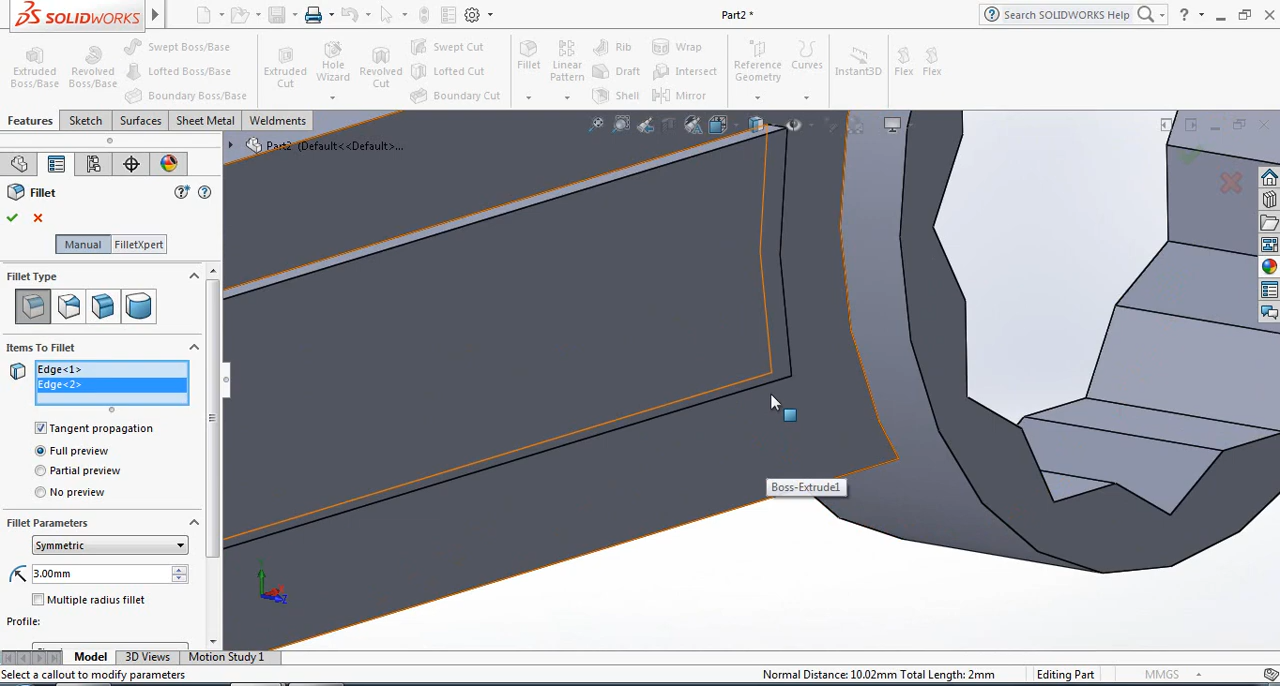 SOLIDWORKS
Part2 *
Search SOLIDWORKS Help
?
Extruded Boss/Base
Revolved Boss/Base
Swept Boss/Base
Lofted Boss/Base
Boundary Boss/Base
Extruded Cut
Hole Wizard
Revolved Cut
Swept Cut
Lofted Cut
Boundary Cut
Fillet
Linear Pattern
Rib
Draft
Shell
Wrap
Intersect
Mirror
Reference Geometry
Curves
Instant3D
Flex
Flex
Features
Sketch
Surfaces
Sheet Metal
Weldments
Part2 (Default<<Default>...
Fillet
Manual
FilletXpert
Fillet Type
Items To Fillet
Edge<1>
Edge<2>
Tangent propagation
Full preview
Partial preview
No preview
Fillet Parameters
Symmetric
3.00mm
Multiple radius fillet
Profile:
Boss-Extrude1
Model
3D Views
Motion Study 1
Select a callout to modify parameters
Normal Distance: 10.02mm Total Length: 2mm
Editing Part
MMGS